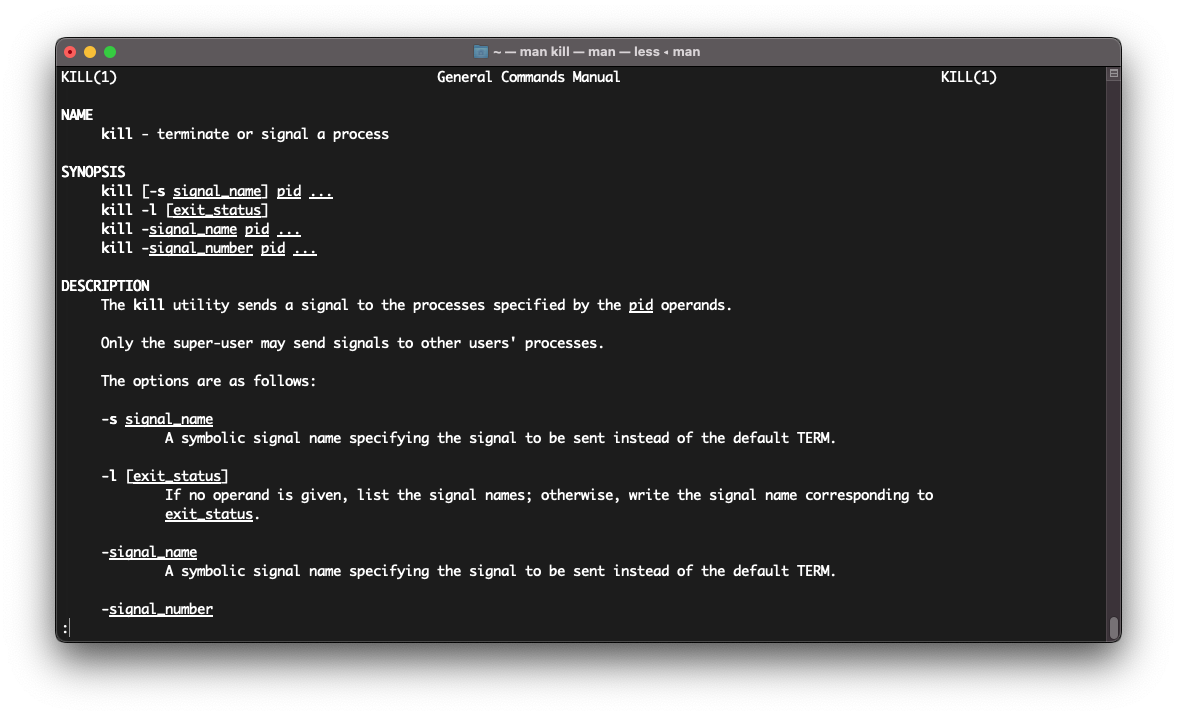 ~ — man kill — man — less ◂ man
KILL(1) General Commands Manual KILL(1)
NAME
kill - terminate or signal a process
SYNOPSIS
kill [-s signal_name] pid ...
kill -l [exit_status]
kill -signal_name pid ...
kill -signal_number pid ...
DESCRIPTION
The kill utility sends a signal to the processes specified by the pid operands.
Only the super-user may send signals to other users' processes.
The options are as follows:
-s signal_name
A symbolic signal name specifying the signal to be sent instead of the default TERM.
-l [exit_status]
If no operand is given, list the signal names; otherwise, write the signal name corresponding to
exit_status.
-signal_name
A symbolic signal name specifying the signal to be sent instead of the default TERM.
-signal_number
: